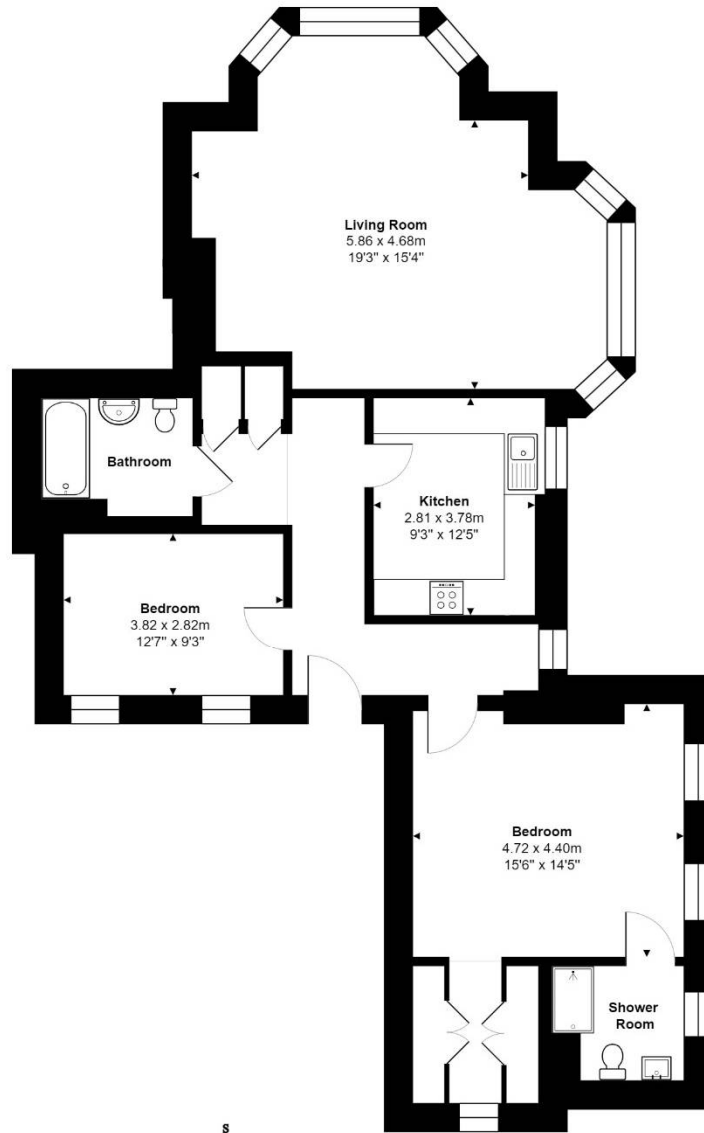 Living Room
5.86 x 4.68m
19'3" x 15'4"
Bathroom
Kitchen
2.81 x 3.78m
9'3" x 12'5"
Bedroom
3.82 x 2.82m
12'7" x 9'3"
Bedroom
4.72 x 4.40m
15'6" x 14'5"
Shower
Room
S